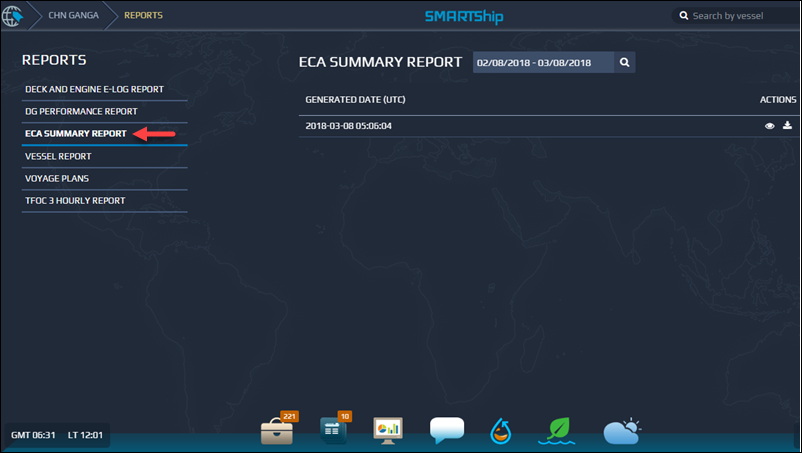 CHN GANGA REPORTS SMARTShip Search by vessel
REPORTS
DECK AND ENGINE E-LOG REPORT
DG PERFORMANCE REPORT
ECA SUMMARY REPORT
VESSEL REPORT
VOYAGE PLANS
TFOC 3 HOURLY REPORT
ECA SUMMARY REPORT 02/08/2018 - 03/08/2018
GENERATED DATE (UTC) ACTIONS
2018-03-08 05:06:04
221 10
GMT 06:31 LT 12:01